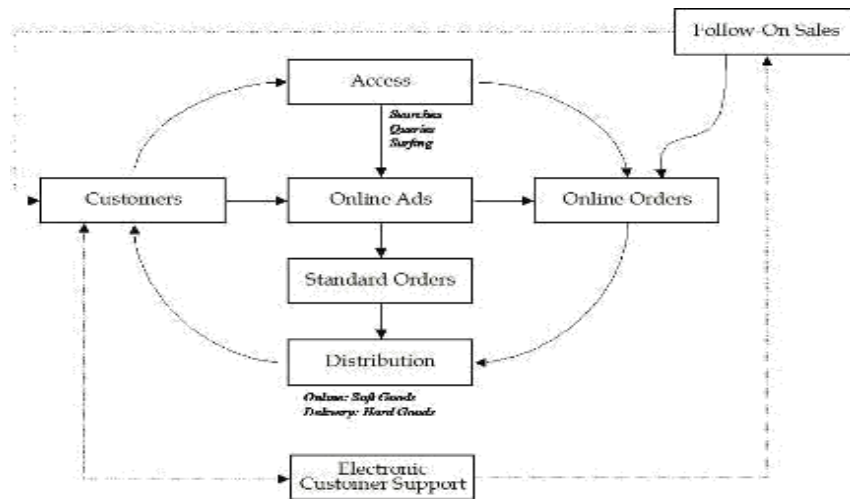 Follow-On Sales
Access
Searches
Queries
Surfing
Customers
Online Ads
Online Orders
Standard Orders
Distribution
Online: Soft Goods
Delivery: Hard Goods
Electronic
Customer Support